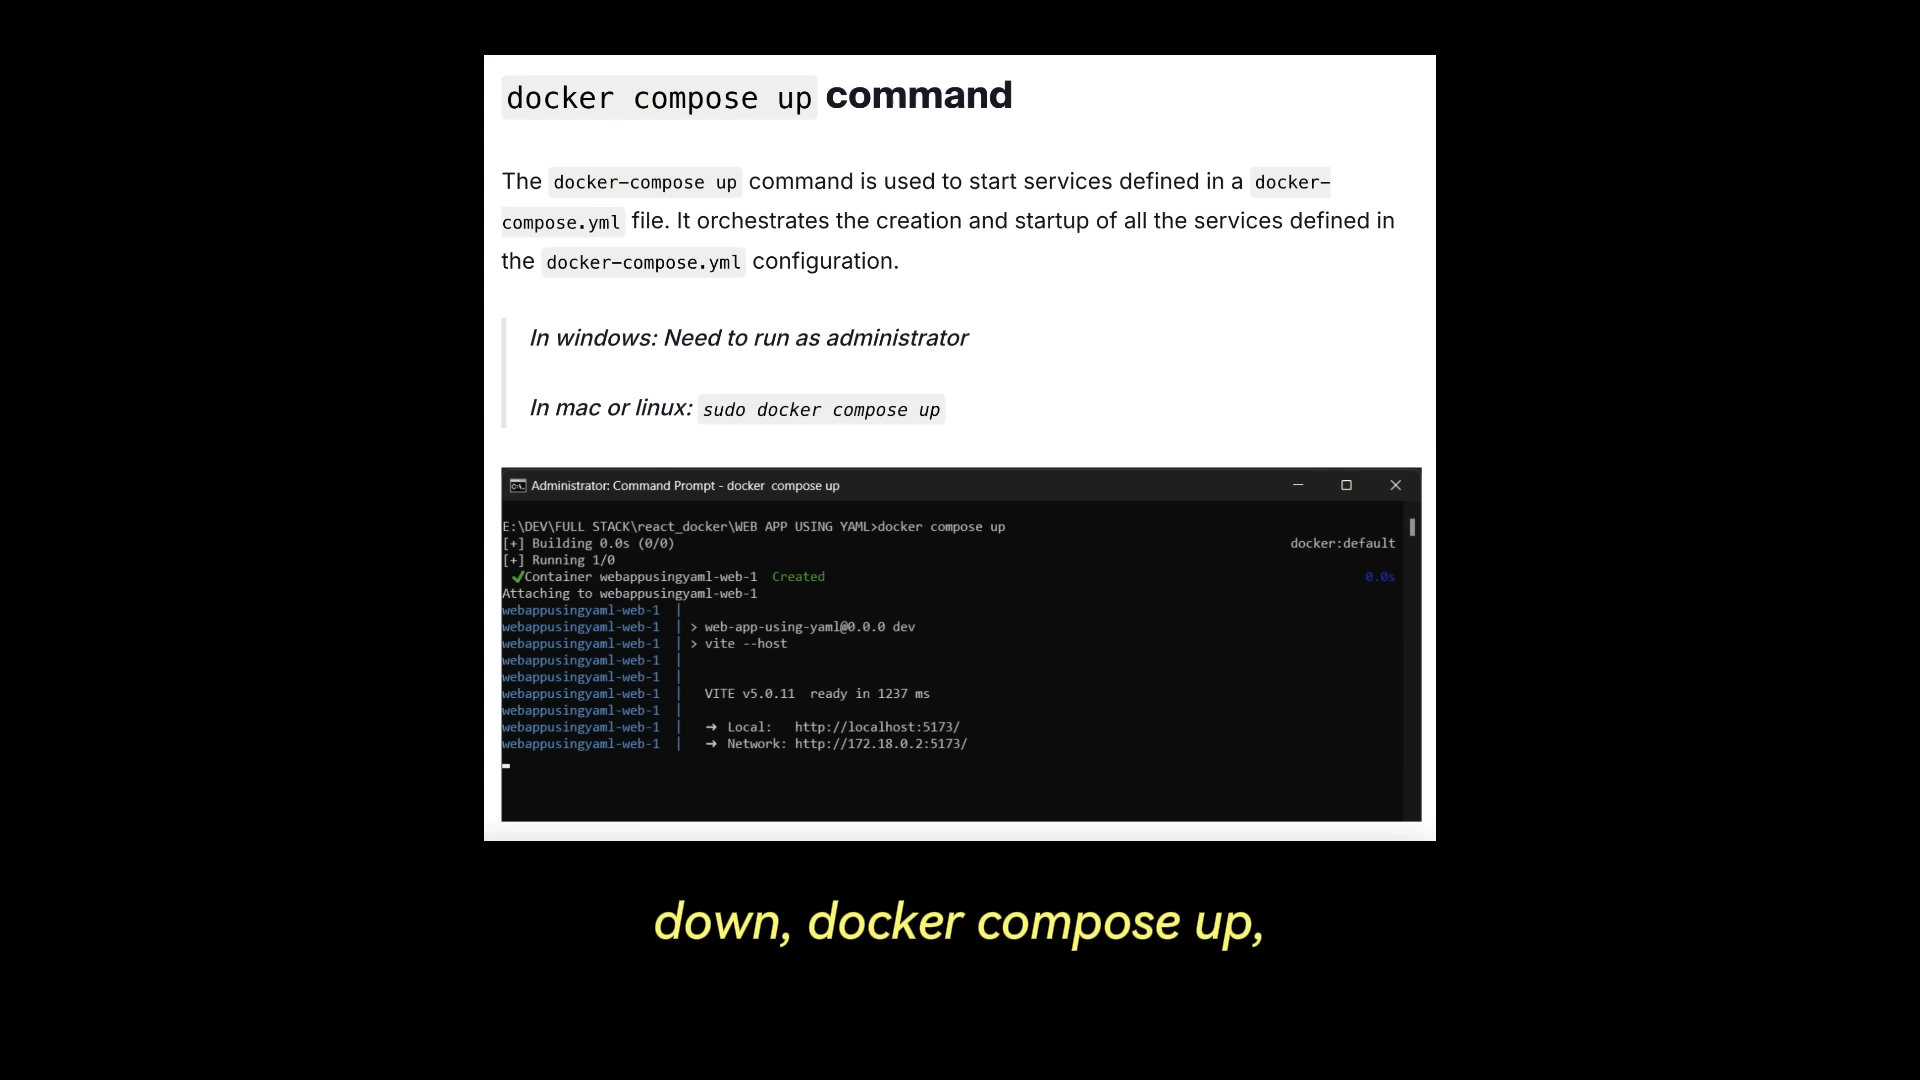 docker compose up command
The docker-compose up command is used to start services defined in a docker-
compose.yml file. It orchestrates the creation and startup of all the services defined in
the docker-compose.yml configuration.
In windows: Need to run as administrator
In mac or linux: sudo docker compose up
Administrator: Command Prompt - docker  compose up
E:\DEV\FULL STACK\react_docker\WEB APP USING YAML>docker compose up
[+] Building 0.0s (0/0) docker:default
[+] Running 1/0
✔Container webappusingyaml-web-1  Created 0.0s
Attaching to webappusingyaml-web-1
webappusingyaml-web-1  |
webappusingyaml-web-1  | > web-app-using-yaml@0.0.0 dev
webappusingyaml-web-1  | > vite --host
webappusingyaml-web-1  |
webappusingyaml-web-1  |
webappusingyaml-web-1  |   VITE v5.0.11  ready in 1237 ms
webappusingyaml-web-1  |
webappusingyaml-web-1  |   ➜ Local:   http://localhost:5173/
webappusingyaml-web-1  |   ➜ Network: http://172.18.0.2:5173/
down, docker compose up,